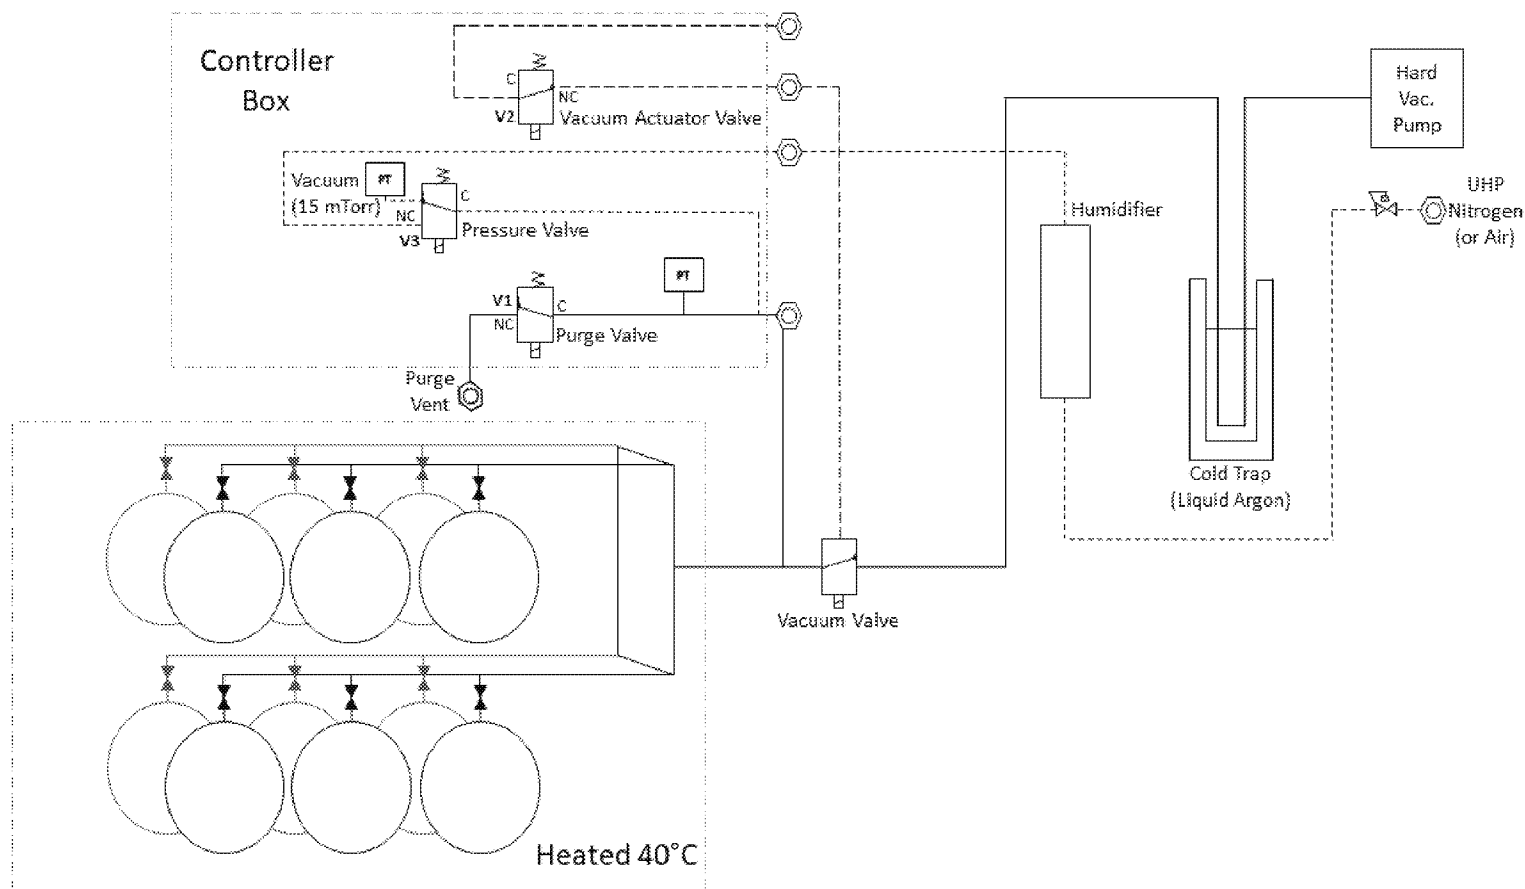 Controller
Box
C
NC
V2
Vacuum Actuator Valve
Hard
Vac.
Pump
Vacuum
(15 mTorr)
PT
C
NC
V3
Pressure Valve
Humidifier
UHP
Nitrogen
(or Air)
PT
V1
C
NC
Purge Valve
Purge
Vent
Cold Trap
(Liquid Argon)
Vacuum Valve
Heated 40°C